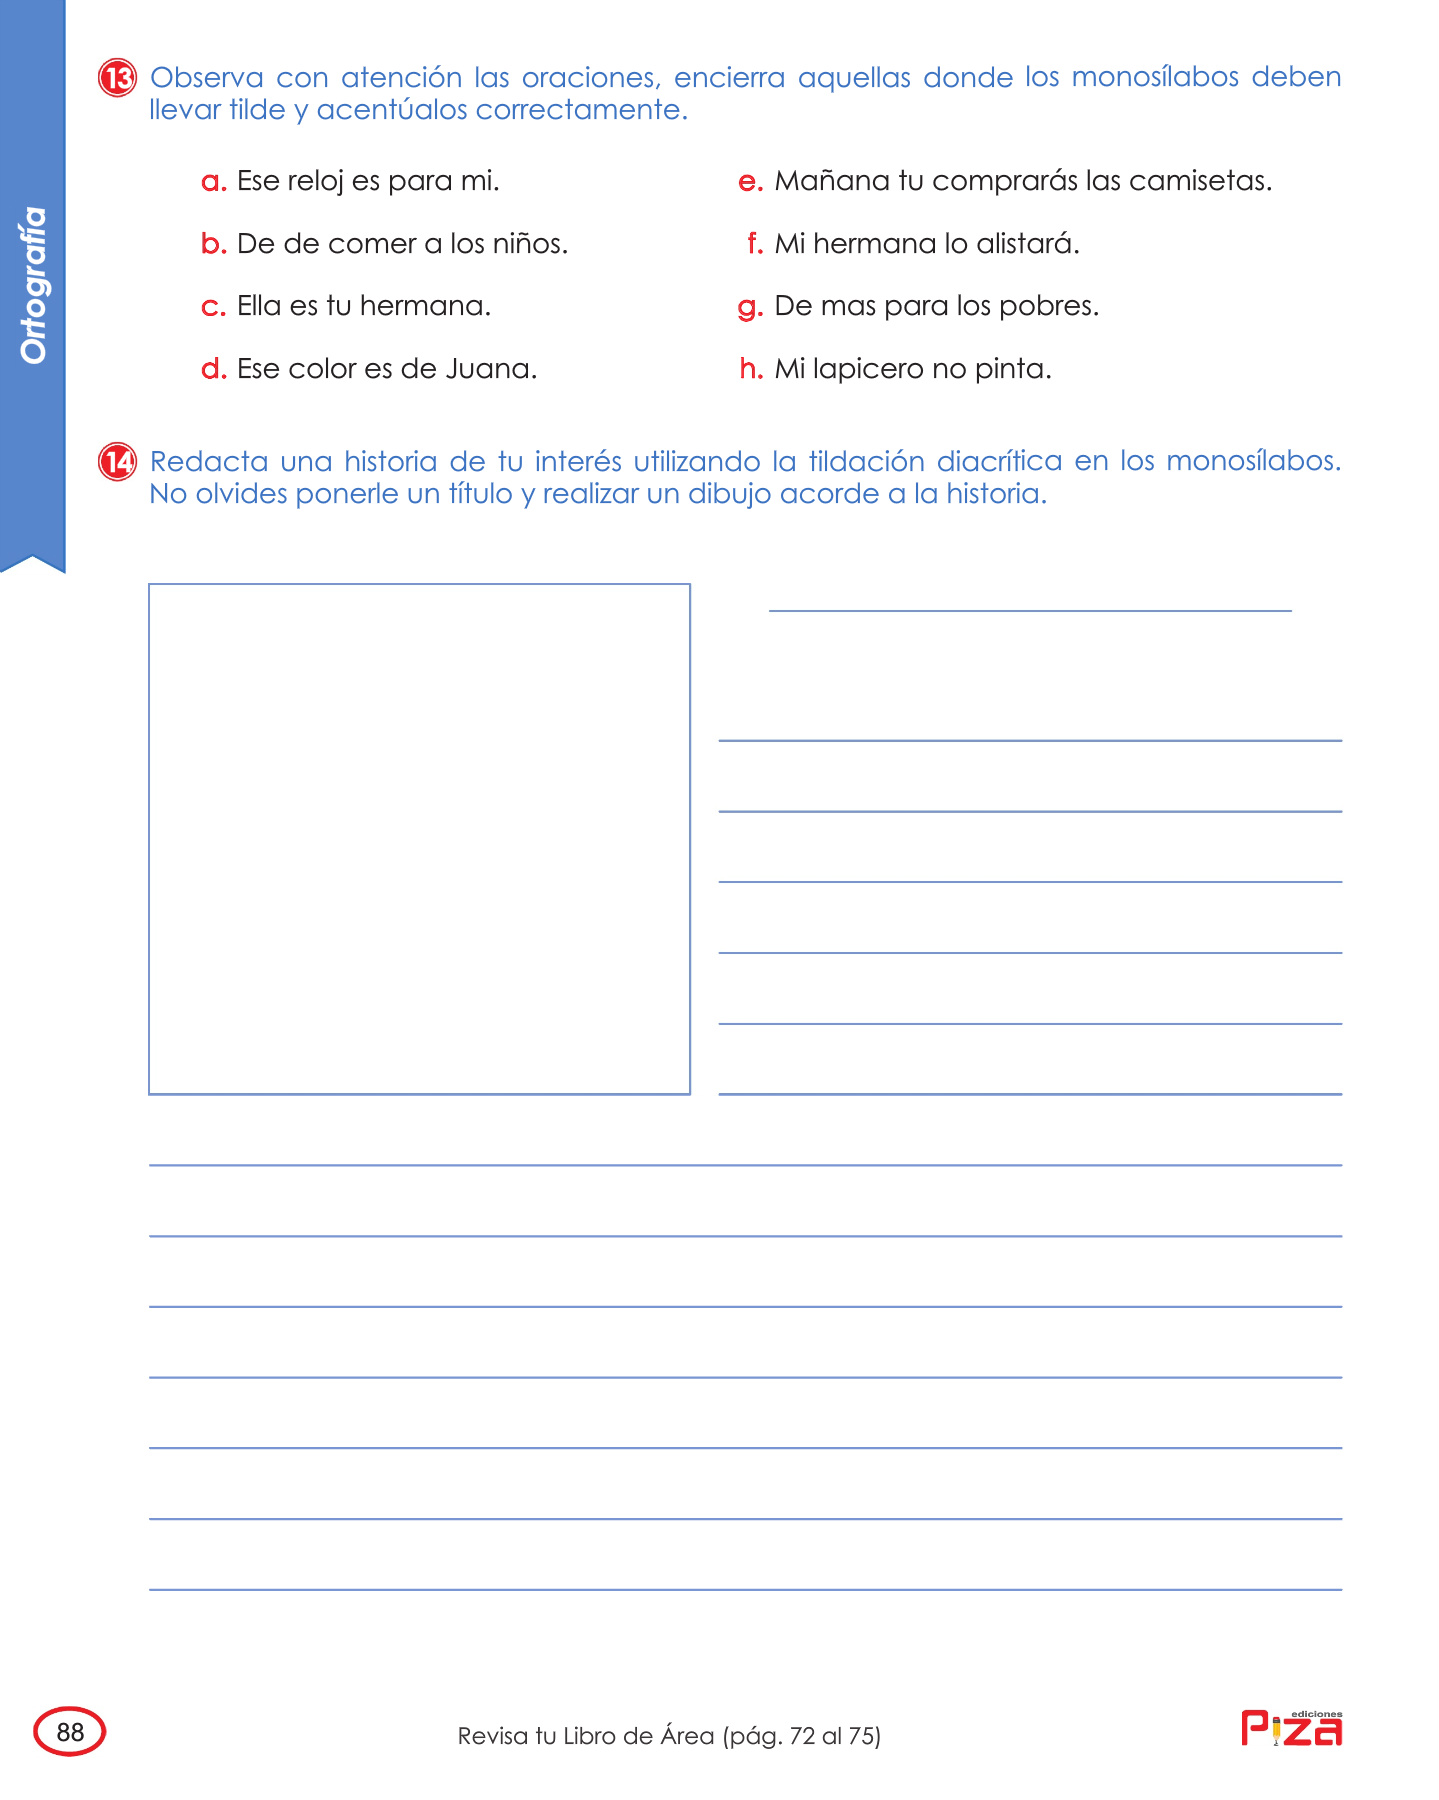 Ortografía
13 Observa con atención las oraciones, encierra aquellas donde los monosílabos deben
llevar tilde y acentúalos correctamente.
a. Ese reloj es para mi.
b. De de comer a los niños.
c. Ella es tu hermana.
d. Ese color es de Juana.
e. Mañana tu comprarás las camisetas.
f. Mi hermana lo alistará.
g. De mas para los pobres.
h. Mi lapicero no pinta.
14 Redacta una historia de tu interés utilizando la tildación diacrítica en los monosílabos.
No olvides ponerle un título y realizar un dibujo acorde a la historia.
88
Revisa tu Libro de Área (pág. 72 al 75)
ediciones
Piza